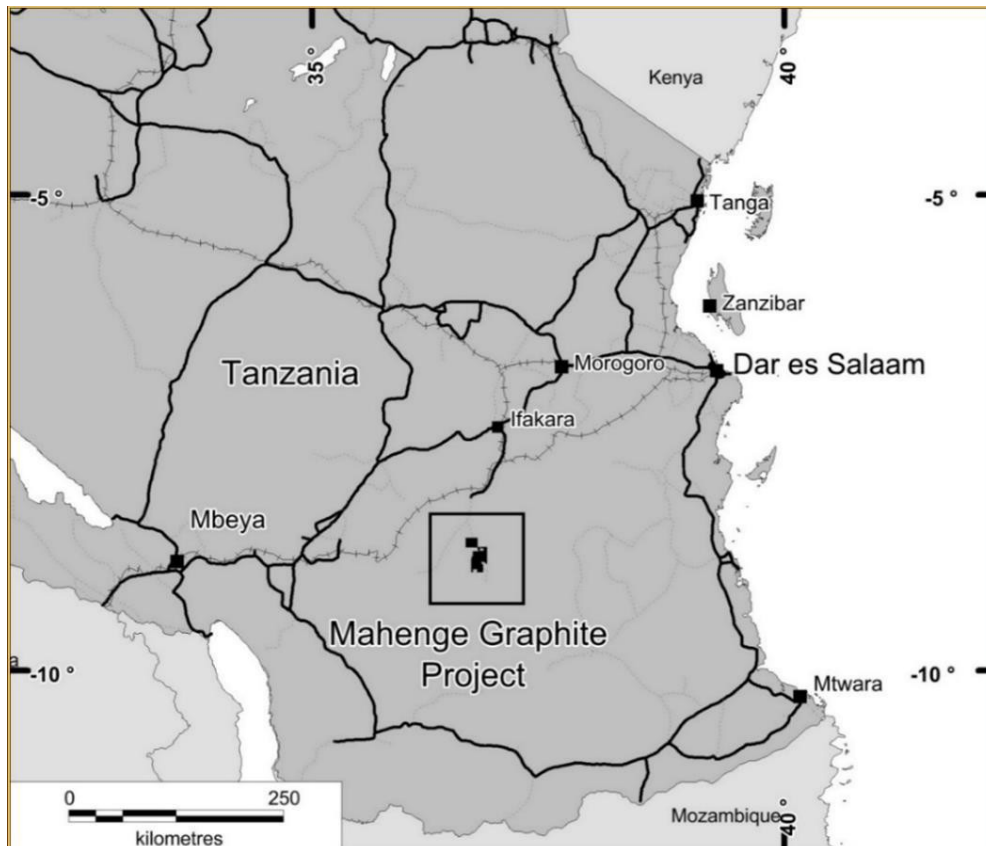 35 °
40 °
Kenya
-5 °
-5 °
Tanga
Zanzibar
Morogoro
Dar es Salaam
Tanzania
Ifakara
Mbeya
Mahenge Graphite
Project
a
-10 °
-10 °
Mtwara
0
250
kilometres
Mozambique
40 °